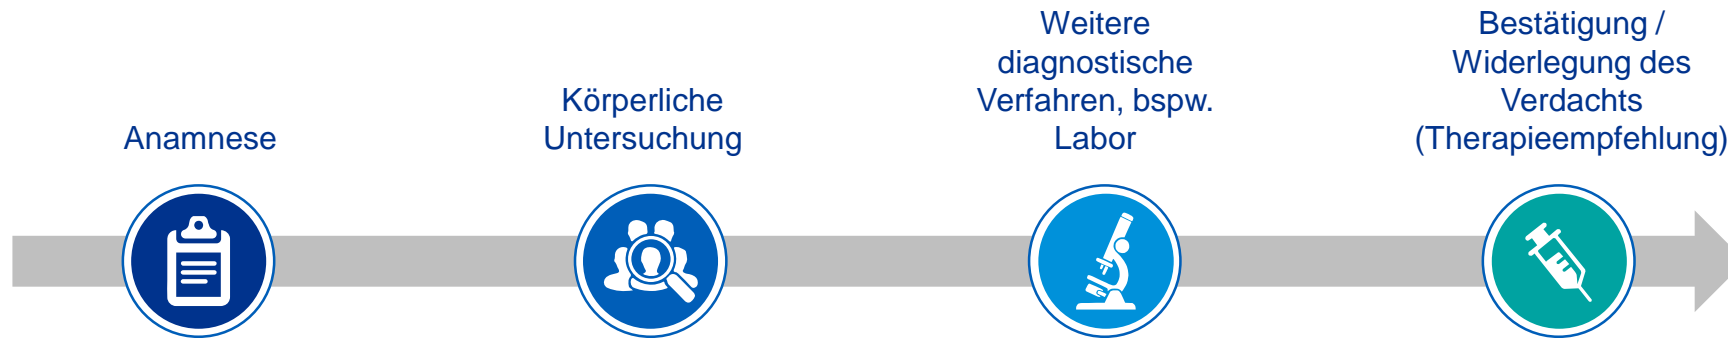 Anamnese
Körperliche
Untersuchung
Weitere
diagnostische
Verfahren, bspw.
Labor
Bestätigung /
Widerlegung des
Verdachts
(Therapieempfehlung)